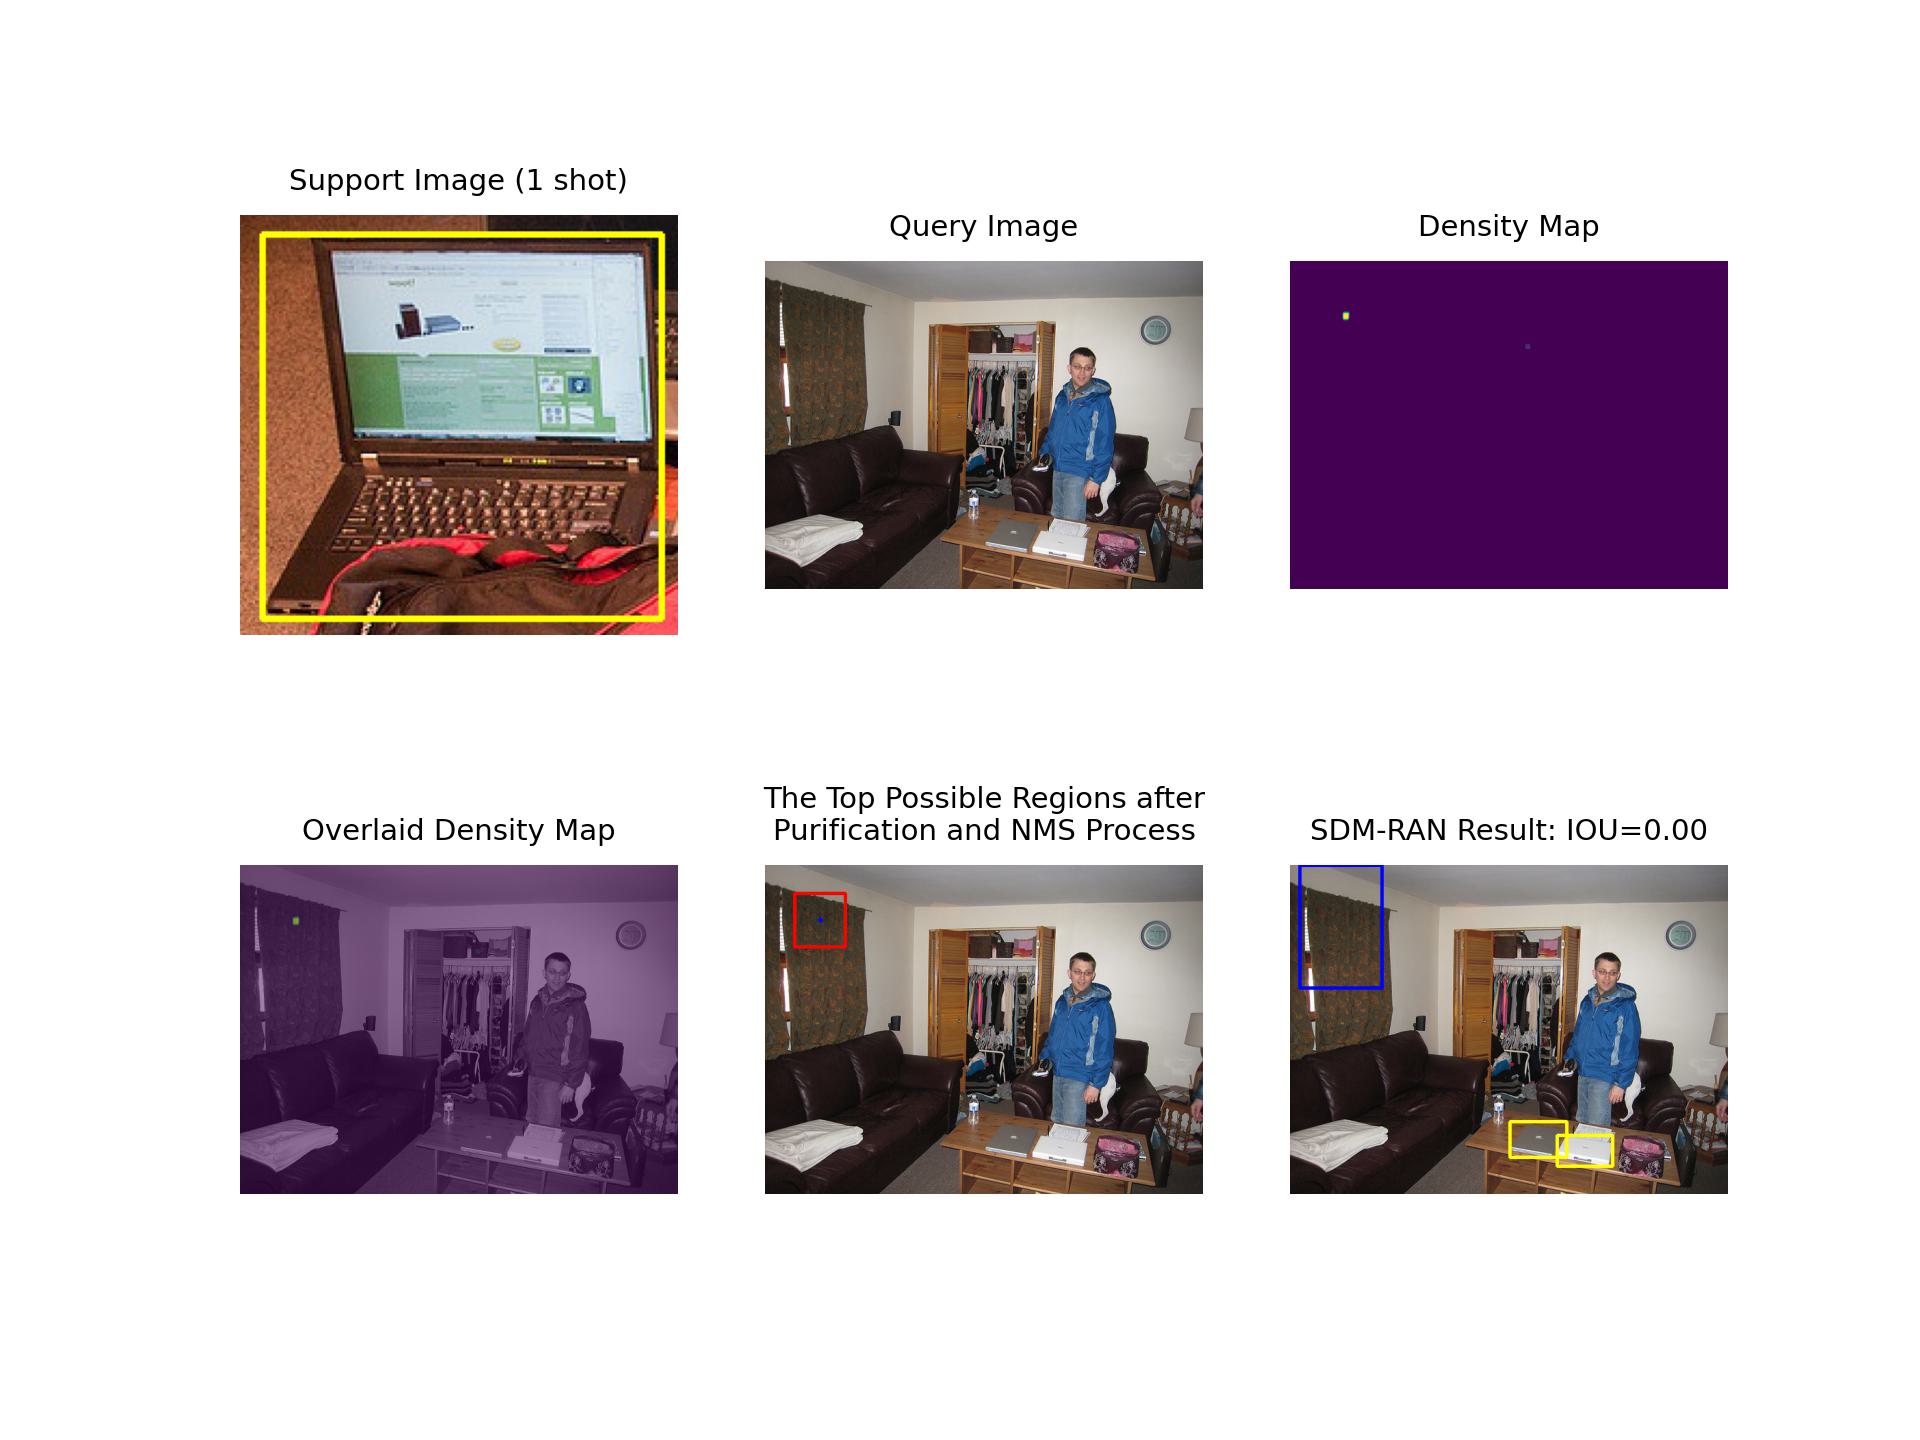 Support Image (1 shot)
Query Image
Density Map
Overlaid Density Map
The Top Possible Regions after
Purification and NMS Process
SDM-RAN Result: IOU=0.00
woot!